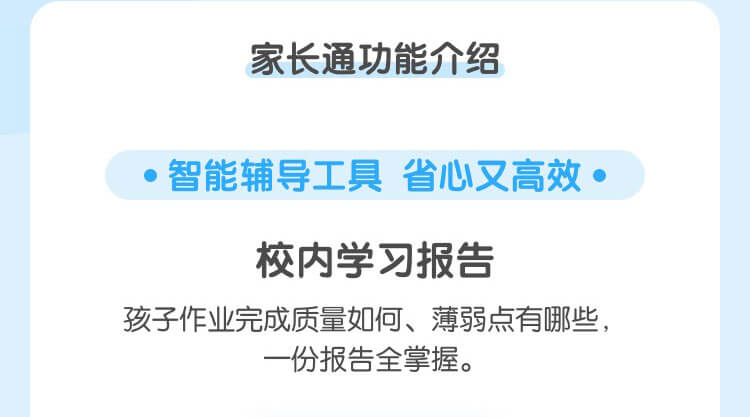 家长通功能介绍
• 智能辅导工具 省心又高效 •
校内学习报告
孩子作业完成质量如何、薄弱点有哪些，
一份报告全掌握。